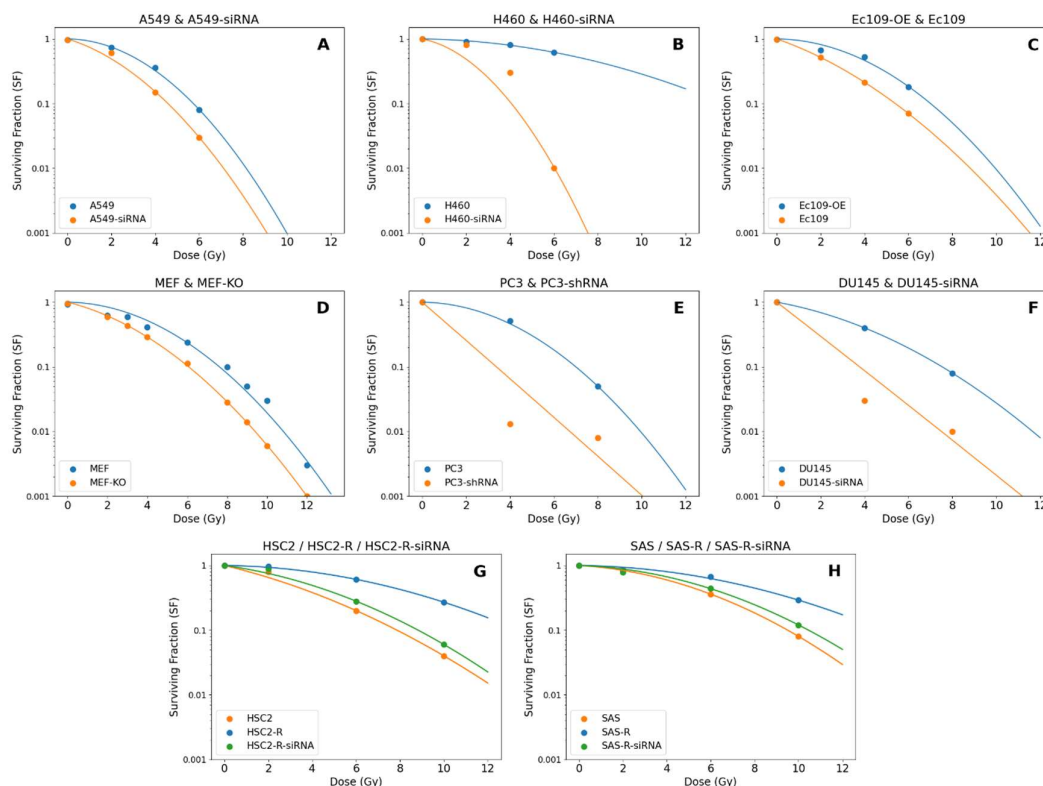 A549 & A549-siRNA
A
Surviving Fraction (SF)
1
0.1
0.01
0.001
A549
A549-siRNA
0 2 4 6 8 10 12
Dose (Gy)
H460 & H460-siRNA
B
Surviving Fraction (SF)
1
0.1
0.01
0.001
H460
H460-siRNA
0 2 4 6 8 10 12
Dose (Gy)
Ec109-OE & Ec109
C
Surviving Fraction (SF)
1
0.1
0.01
0.001
Ec109-OE
Ec109
0 2 4 6 8 10 12
Dose (Gy)
MEF & MEF-KO
D
Surviving Fraction (SF)
1
0.1
0.01
0.001
MEF
MEF-KO
0 2 4 6 8 10 12
Dose (Gy)
PC3 & PC3-shRNA
E
Surviving Fraction (SF)
1
0.1
0.01
0.001
PC3
PC3-shRNA
0 2 4 6 8 10 12
Dose (Gy)
DU145 & DU145-siRNA
F
Surviving Fraction (SF)
1
0.1
0.01
0.001
DU145
DU145-siRNA
0 2 4 6 8 10 12
Dose (Gy)
HSC2 / HSC2-R / HSC2-R-siRNA
G
Surviving Fraction (SF)
1
0.1
0.01
0.001
HSC2
HSC2-R
HSC2-R-siRNA
0 2 4 6 8 10 12
Dose (Gy)
SAS / SAS-R / SAS-R-siRNA
H
Surviving Fraction (SF)
1
0.1
0.01
0.001
SAS
SAS-R
SAS-R-siRNA
0 2 4 6 8 10 12
Dose (Gy)